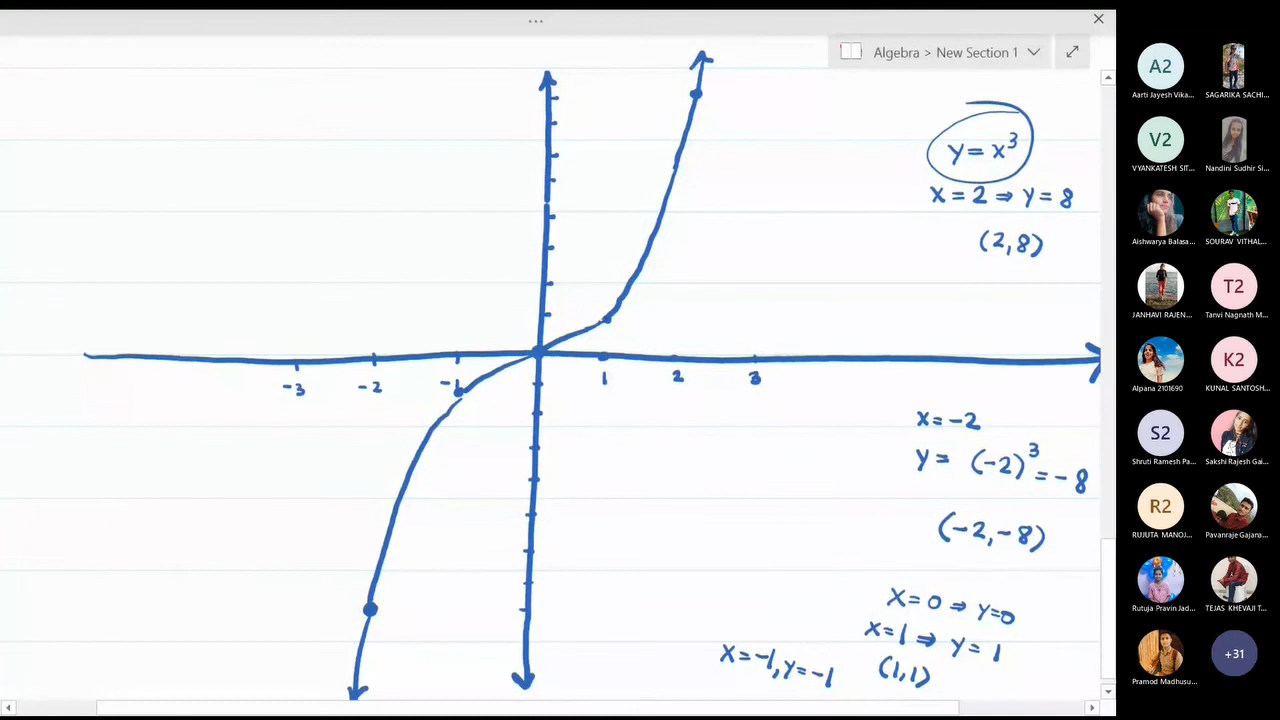 ...
Algebra > New Section 1
y = x³
x = 2 ⇒ y = 8
(2,8)
-3 -2 -1 1 2 3
x = -2
y = (-2)³ = -8
(-2,-8)
x = 0 ⇒ y = 0
x = 1 ⇒ y = 1
(1,1)
x = -1, y = -1
A2
Aarti Jayesh Vika...
SAGARIKA SACHI...
V2
VYANKATESH SIT...
Nandini Sudhir Si...
Aishwarya Balasa...
SOURAV VITHAL...
JANHAVI RAJEN...
T2
Tanvi Nagnath M...
Alpana 2101690
K2
KUNAL SANTOSH...
S2
Shruti Ramesh Pa...
Sakshi Rajesh Gai...
R2
RUJUTA MANOJ...
Pavanraje Gajana...
Rutuja Pravin Jad...
TEJAS KHEVAJI T...
Pramod Madhusu...
+31